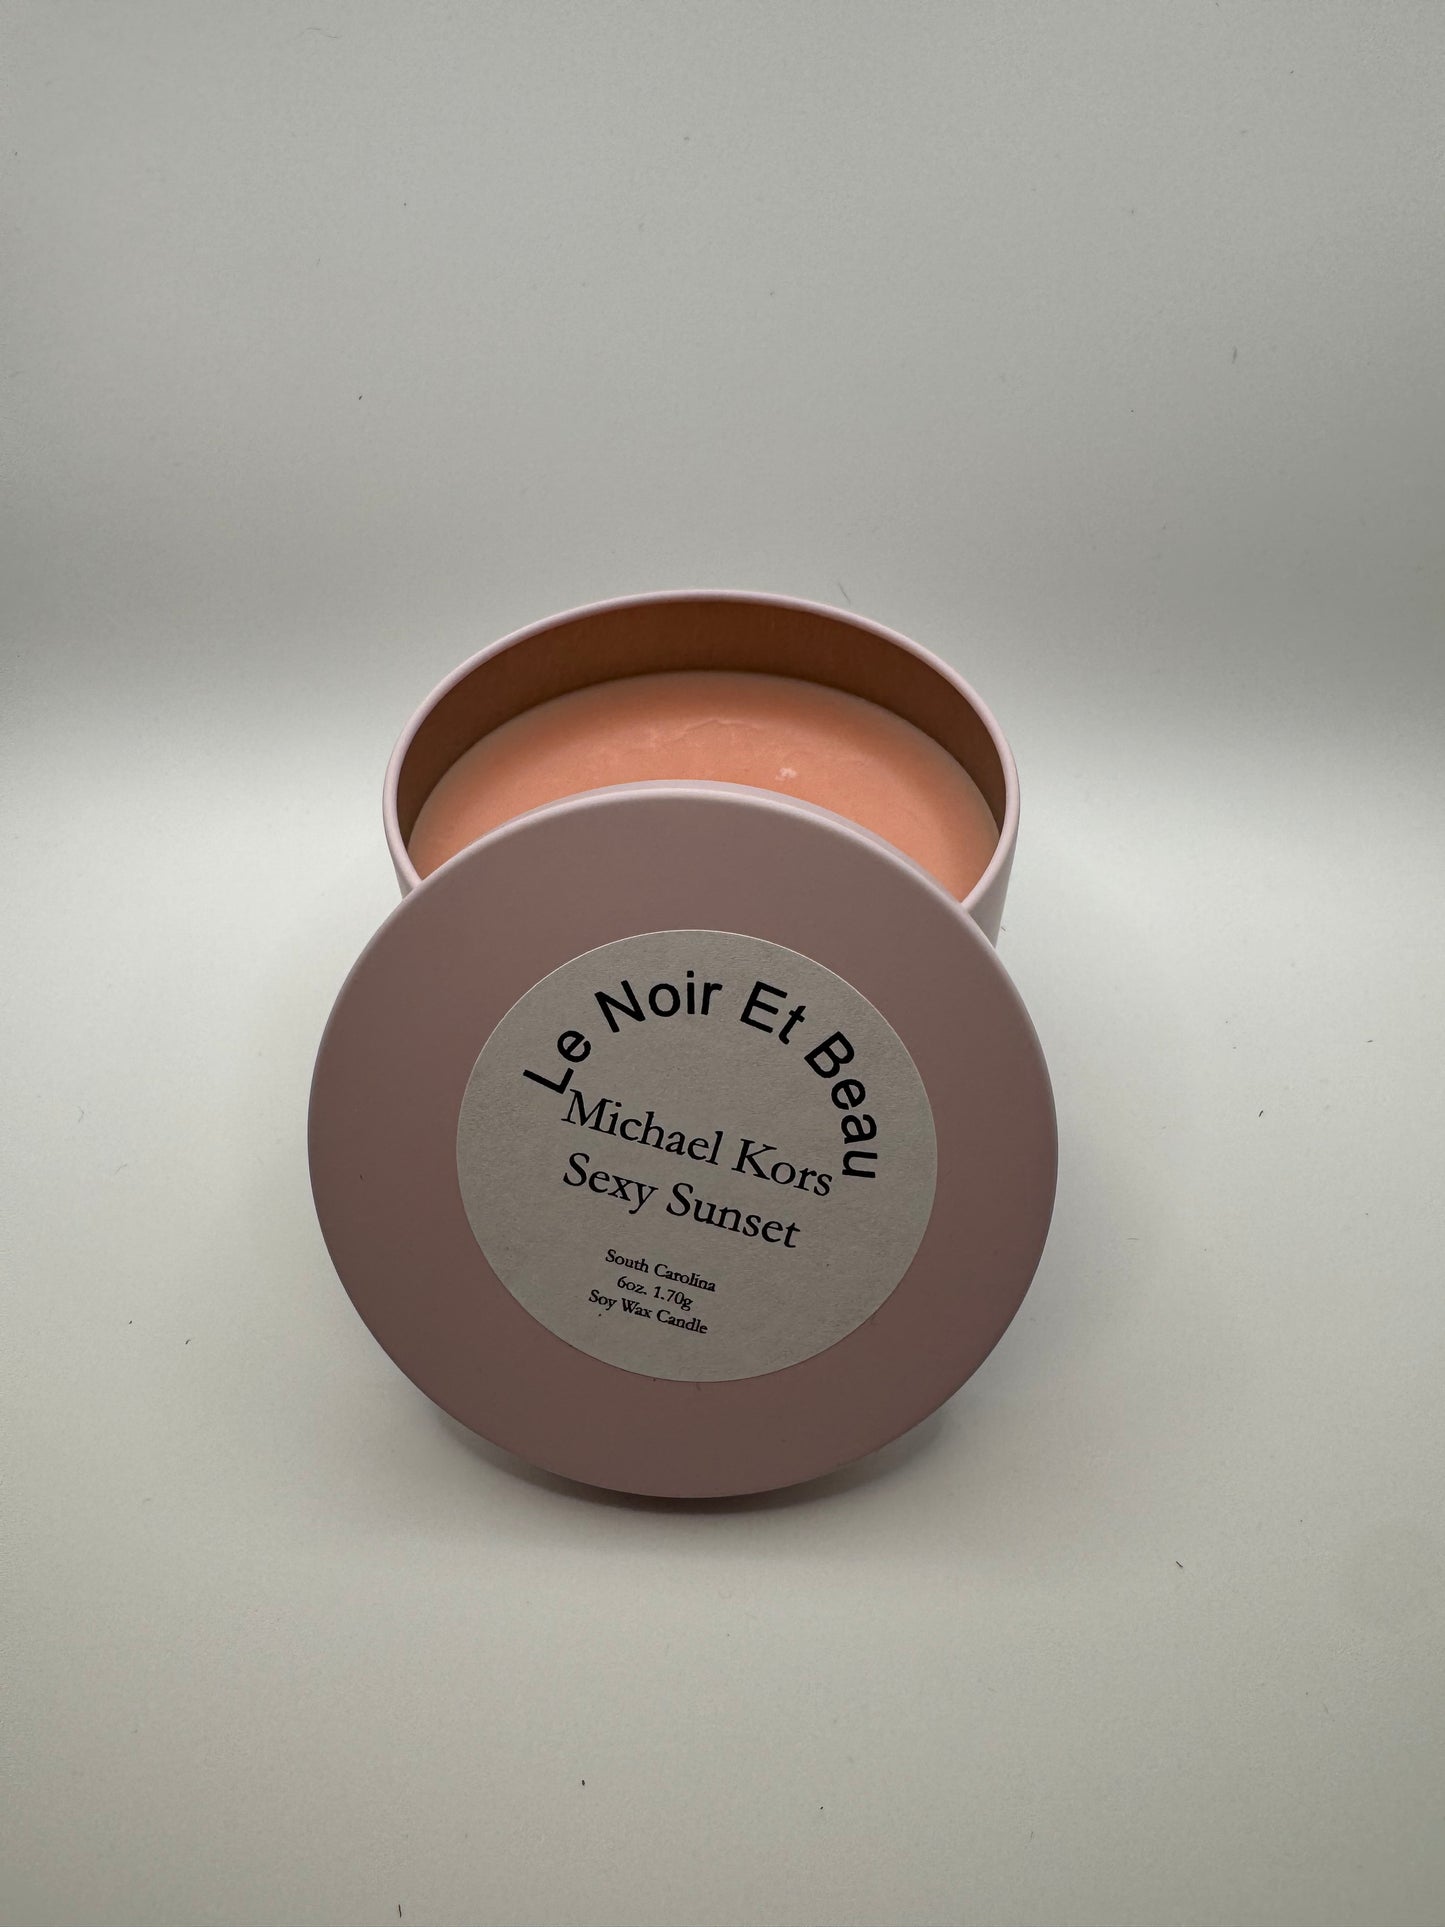 Le Noir Et Beau
Michael Kors
Sexy Sunset
South Carolina
6oz. 1.70g
Soy Wax Candle